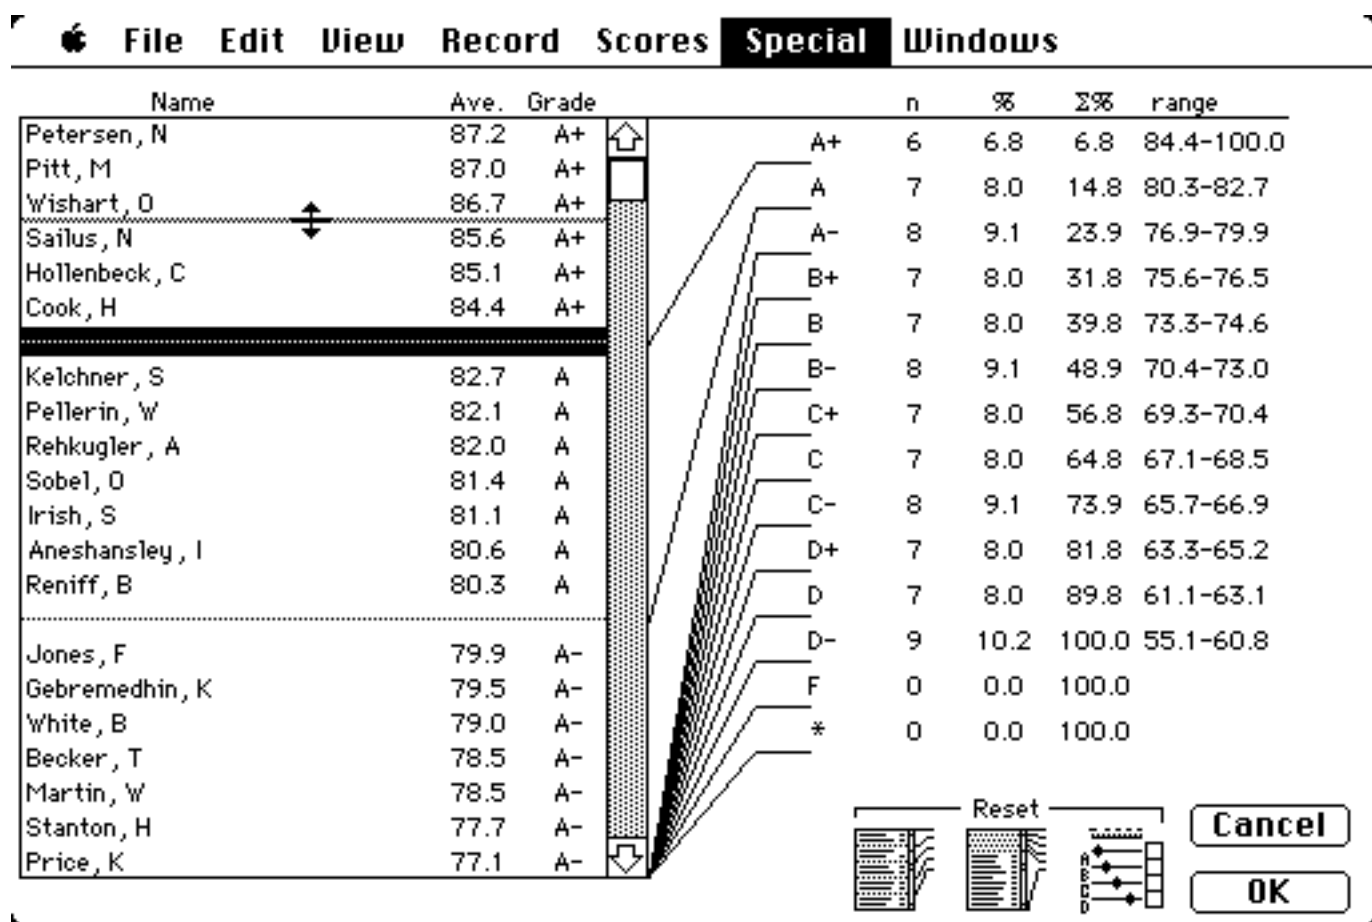 File Edit View Record Scores Special Windows
Name Ave. Grade n % Σ% range
Petersen, N 87.2 A+
Pitt, M 87.0 A+
Wishart, O 86.7 A+
Sailus, N 85.6 A+
Hollenbeck, C 85.1 A+
Cook, H 84.4 A+
Kelchner, S 82.7 A
Pellerin, W 82.1 A
Rehkugler, A 82.0 A
Sobel, O 81.4 A
Irish, S 81.1 A
Aneshansley, I 80.6 A
Reniff, B 80.3 A
Jones, F 79.9 A-
Gebremedhin, K 79.5 A-
White, B 79.0 A-
Becker, T 78.5 A-
Martin, W 78.5 A-
Stanton, H 77.7 A-
Price, K 77.1 A-
A+ 6 6.8 6.8 84.4-100.0
A 7 8.0 14.8 80.3-82.7
A- 8 9.1 23.9 76.9-79.9
B+ 7 8.0 31.8 75.6-76.5
B 7 8.0 39.8 73.3-74.6
B- 8 9.1 48.9 70.4-73.0
C+ 7 8.0 56.8 69.3-70.4
C 7 8.0 64.8 67.1-68.5
C- 8 9.1 73.9 65.7-66.9
D+ 7 8.0 81.8 63.3-65.2
D 7 8.0 89.8 61.1-63.1
D- 9 10.2 100.0 55.1-60.8
F 0 0.0 100.0
* 0 0.0 100.0
Reset
A
B
C
D
Cancel
OK